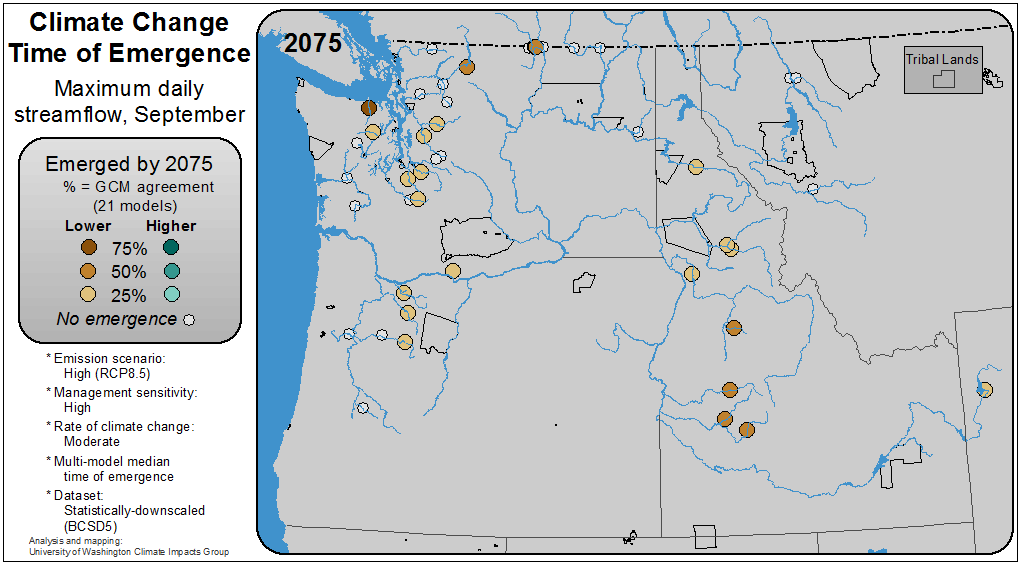 Climate Change
Time of Emergence
Maximum daily
streamflow, September
Emerged by 2075
% = GCM agreement
(21 models)
Lower Higher
75%
50%
25%
No emergence
* Emission scenario:
High (RCP8.5)
* Management sensitivity:
High
* Rate of climate change:
Moderate
* Multi-model median
time of emergence
* Dataset:
Statistically-downscaled
(BCSD5)
Analysis and mapping:
University of Washington Climate Impacts Group
2075
Tribal Lands